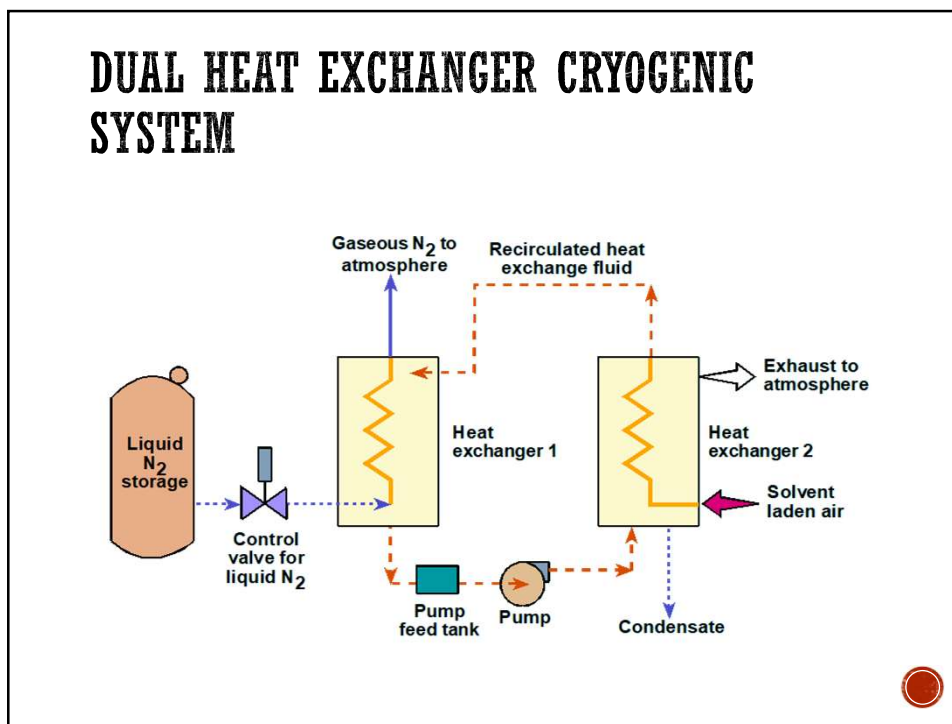 DUAL HEAT EXCHANGER CRYOGENIC
SYSTEM
Gaseous N2 to
atmosphere
Recirculated heat
exchange fluid
Exhaust to
atmosphere
Liquid
N2
storage
Heat
exchanger 1
Heat
exchanger 2
Solvent
laden air
Control
valve for
liquid N2
Pump
feed tank
Pump
Condensate